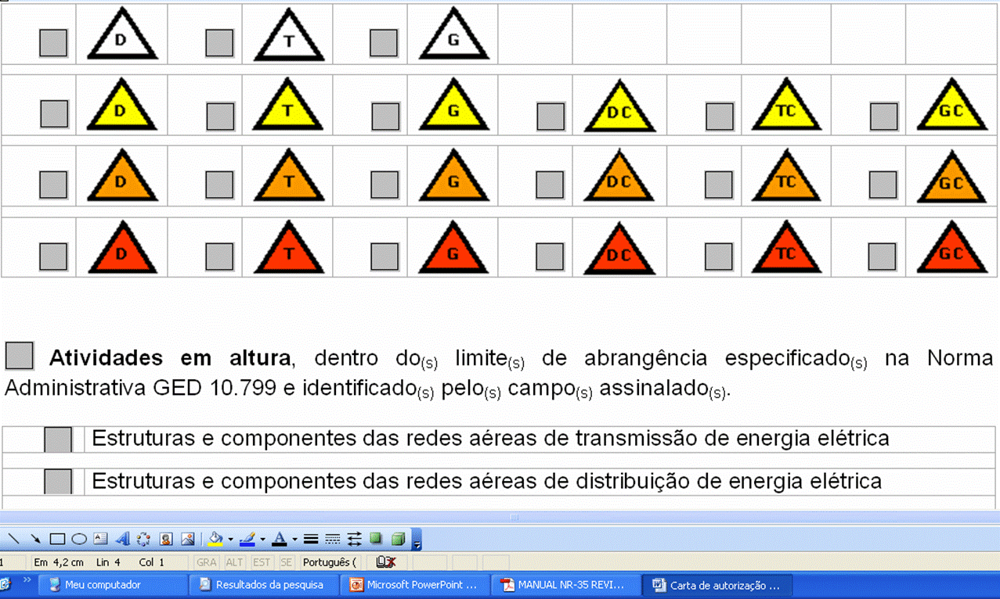 D T G
D T G DC TC GC
D T G DC TC GC
D T G DC TC GC
Atividades em altura, dentro do(s) limite(s) de abrangência especificado(s) na Norma
Administrativa GED 10.799 e identificado(s) pelo(s) campo(s) assinalado(s).
Estruturas e componentes das redes aéreas de transmissão de energia elétrica
Estruturas e componentes das redes aéreas de distribuição de energia elétrica
1 Em 4,2 cm Lin 4 Col 1 GRA ALT EST SE Português (
Meu computador Resultados da pesquisa Microsoft PowerPoint ... MANUAL NR-35 REVI... Carta de autorização ...